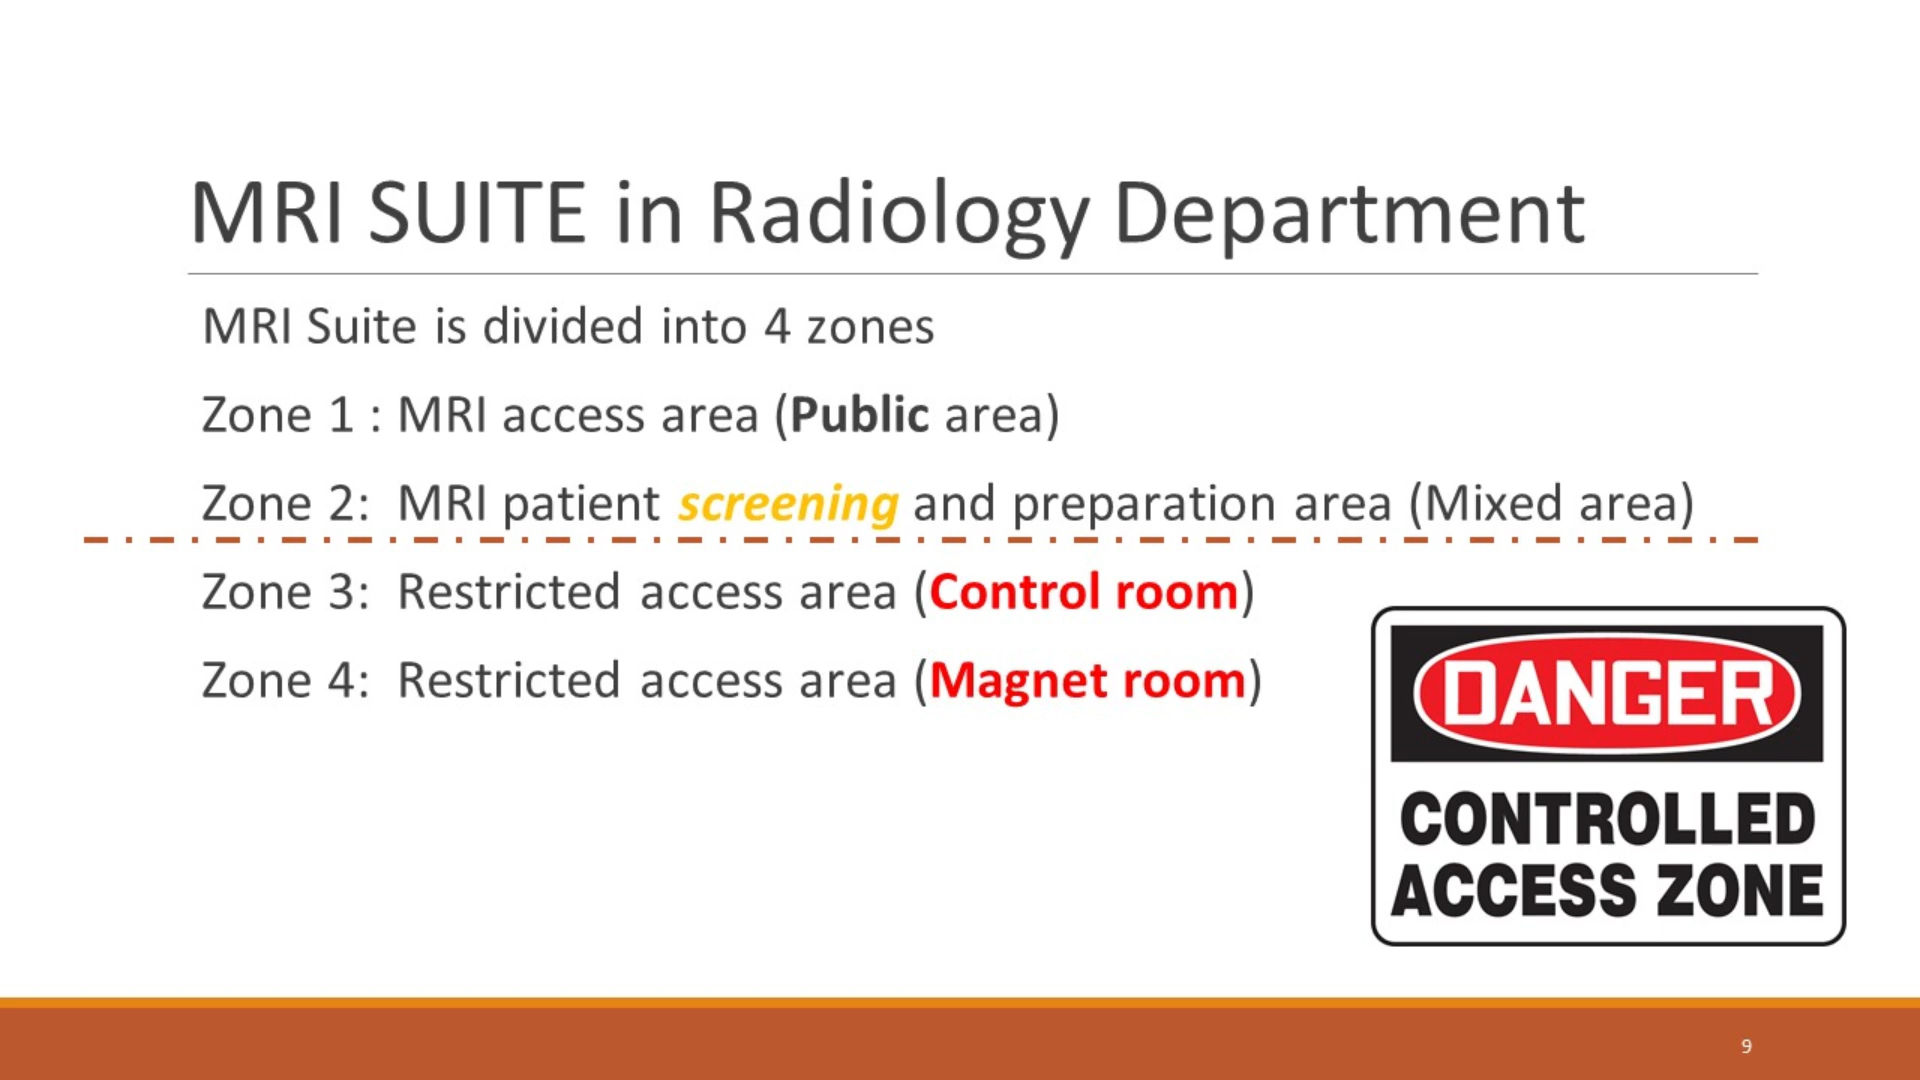 MRI SUITE in Radiology Department
MRI Suite is divided into 4 zones
Zone 1 : MRI access area (Public area)
Zone 2: MRI patient screening and preparation area (Mixed area)
Zone 3: Restricted access area (Control room)
Zone 4: Restricted access area (Magnet room)
DANGER
CONTROLLED
ACCESS ZONE
9